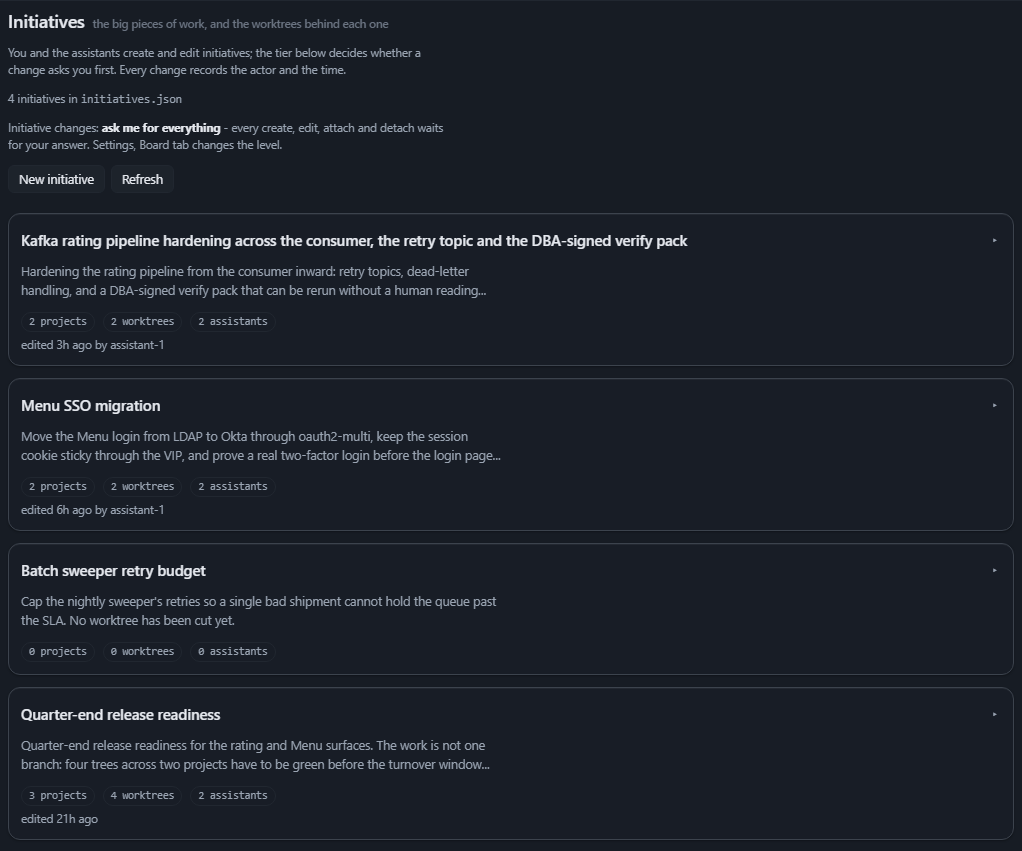 Initiatives the big pieces of work, and the worktrees behind each one
You and the assistants create and edit initiatives; the tier below decides whether a
change asks you first. Every change records the actor and the time.
4 initiatives in initiatives.json
Initiative changes: ask me for everything - every create, edit, attach and detach waits
for your answer. Settings, Board tab changes the level.
New initiative Refresh
Kafka rating pipeline hardening across the consumer, the retry topic and the DBA-signed verify pack
Hardening the rating pipeline from the consumer inward: retry topics, dead-letter
handling, and a DBA-signed verify pack that can be rerun without a human reading...
2 projects 2 worktrees 2 assistants
edited 3h ago by assistant-1
Menu SSO migration
Move the Menu login from LDAP to Okta through oauth2-multi, keep the session
cookie sticky through the VIP, and prove a real two-factor login before the login page...
2 projects 2 worktrees 2 assistants
edited 6h ago by assistant-1
Batch sweeper retry budget
Cap the nightly sweeper's retries so a single bad shipment cannot hold the queue past
the SLA. No worktree has been cut yet.
0 projects 0 worktrees 0 assistants
Quarter-end release readiness
Quarter-end release readiness for the rating and Menu surfaces. The work is not one
branch: four trees across two projects have to be green before the turnover window...
3 projects 4 worktrees 2 assistants
edited 21h ago